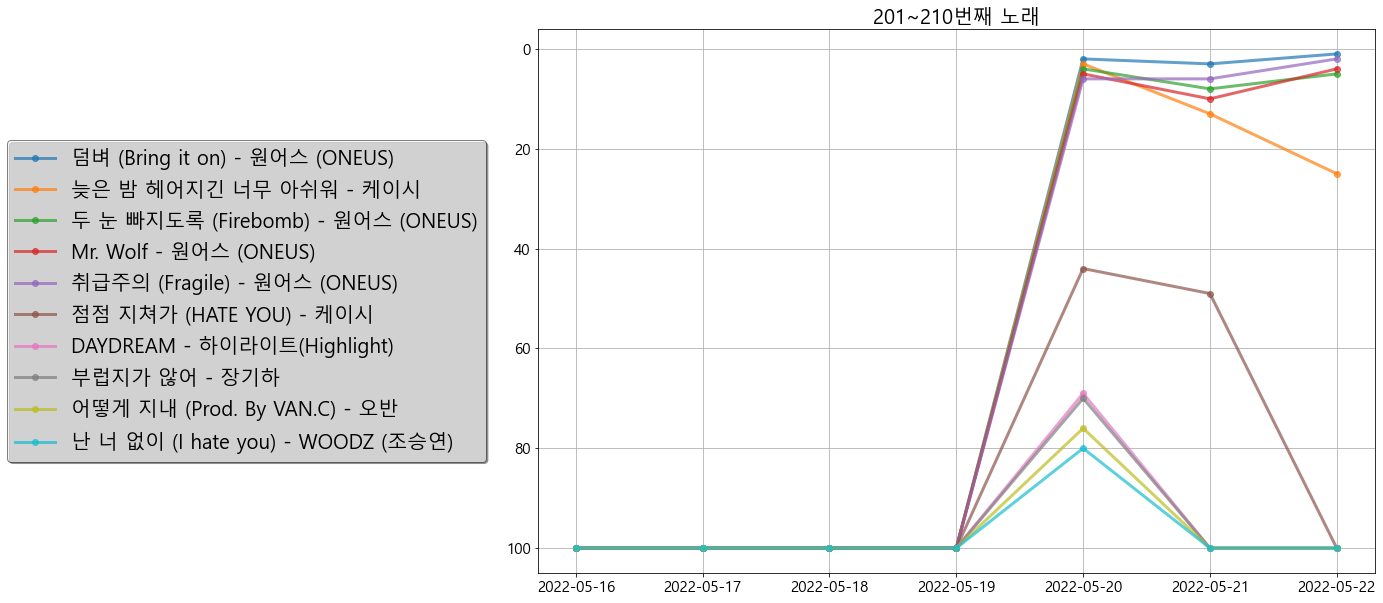 201~210번째 노래
덤벼 (Bring it on) - 원어스 (ONEUS)
늦은 밤 헤어지긴 너무 아쉬워 - 케이시
두 눈 빠지도록 (Firebomb) - 원어스 (ONEUS)
Mr. Wolf - 원어스 (ONEUS)
취급주의 (Fragile) - 원어스 (ONEUS)
점점 지쳐가 (HATE YOU) - 케이시
DAYDREAM - 하이라이트(Highlight)
부럽지가 않어 - 장기하
어떻게 지내 (Prod. By VAN.C) - 오반
난 너 없이 (I hate you) - WOODZ (조승연)
0
20
40
60
80
100
2022-05-16 2022-05-17 2022-05-18 2022-05-19 2022-05-20 2022-05-21 2022-05-22